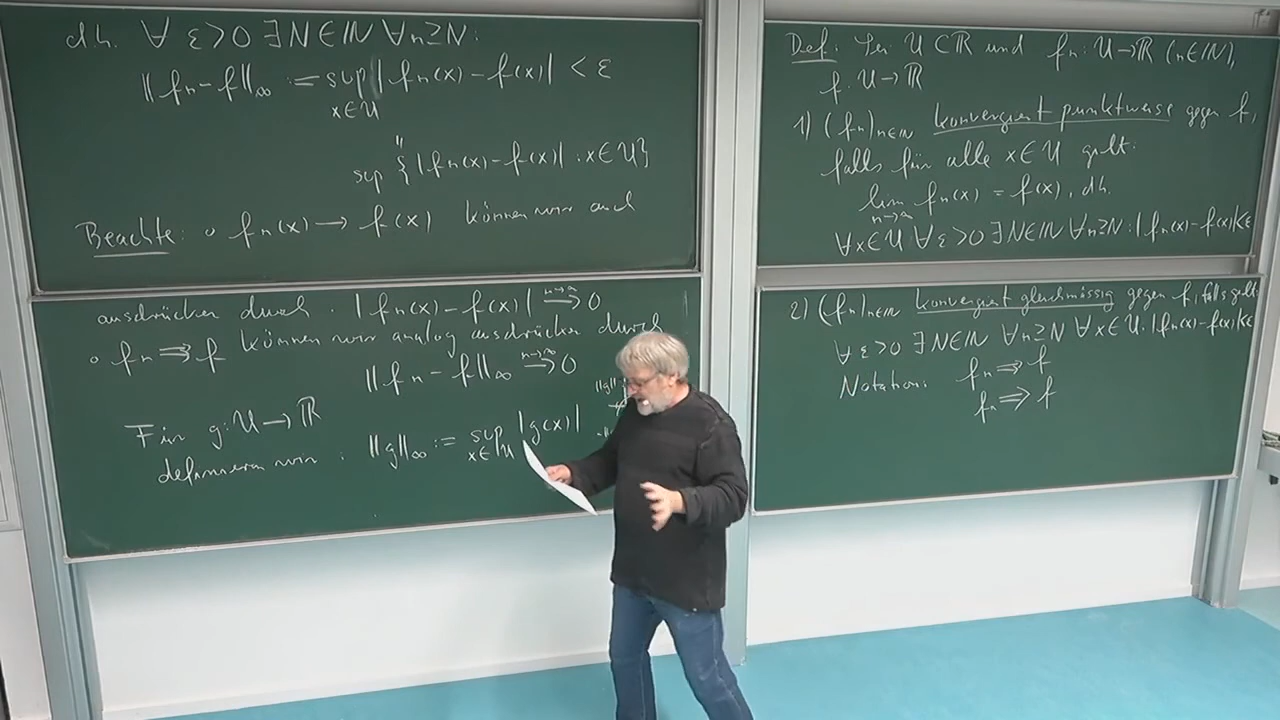 d.h. ∀ ε>0 ∃ N∈ℕ ∀ n≥N:
‖fn-f‖∞ := sup |fn(x)-f(x)| < ε
x∈U
"
sup {|fn(x)-f(x)| : x∈U}
Beachte: ∘ fn(x) → f(x) können wir auch
ausdrücken durch: |fn(x)-f(x)| n→∞ → 0
∘ fn ⇒ f können wir analog ausdrücken durch
‖fn-f‖∞ n→∞ → 0
Für g: U→ℝ
definieren wir: ‖g‖∞ := sup |g(x)|
x∈U
Def: Sei U⊂ℝ und fn: U→ℝ (n∈ℕ),
f: U→ℝ
1) (fn)n∈ℕ konvergiert punktweise gegen f,
falls für alle x∈U gilt:
lim fn(x) = f(x), d.h.
n→∞
∀x∈U ∀ε>0 ∃N∈ℕ ∀n≥N: |fn(x)-f(x)|<ε
2) (fn)n∈ℕ konvergiert gleichmässig gegen f, falls gilt:
∀ε>0 ∃N∈ℕ ∀n≥N ∀x∈U: |fn(x)-f(x)|<ε
Notation: fn ⇒ f
fn ⇒ f